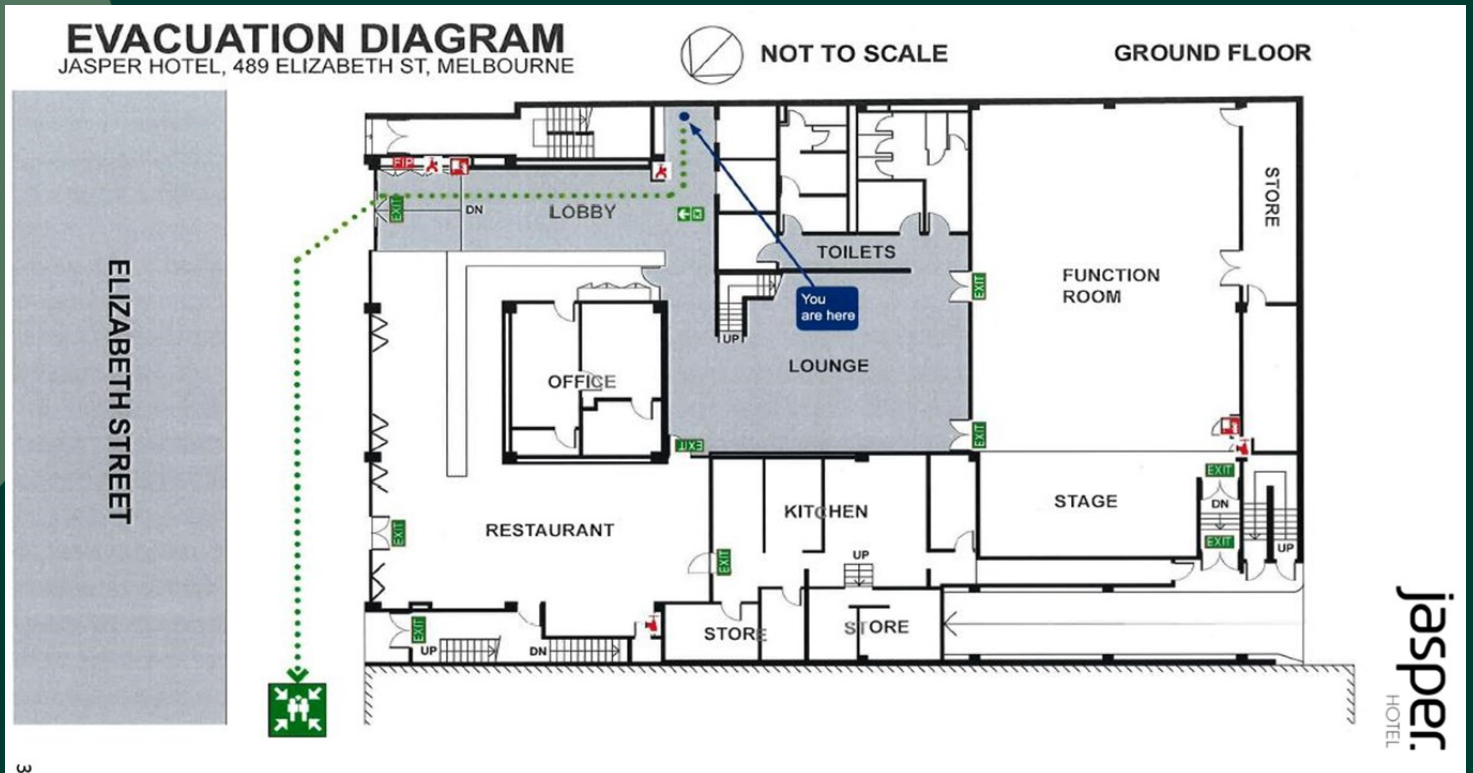 EVACUATION DIAGRAM
JASPER HOTEL, 489 ELIZABETH ST, MELBOURNE
NOT TO SCALE
GROUND FLOOR
FIP
EXIT
DN
LOBBY
TOILETS
STORE
EXIT
FUNCTION
ROOM
You
are here
UP
LOUNGE
ELIZABETH STREET
OFFICE
EXIT
EXIT
EXIT
STAGE
DN
EXIT
UP
KITCHEN
RESTAURANT
EXIT
EXIT
UP
EXIT
UP
DN
STORE
STORE
jasper.
HOTEL
3